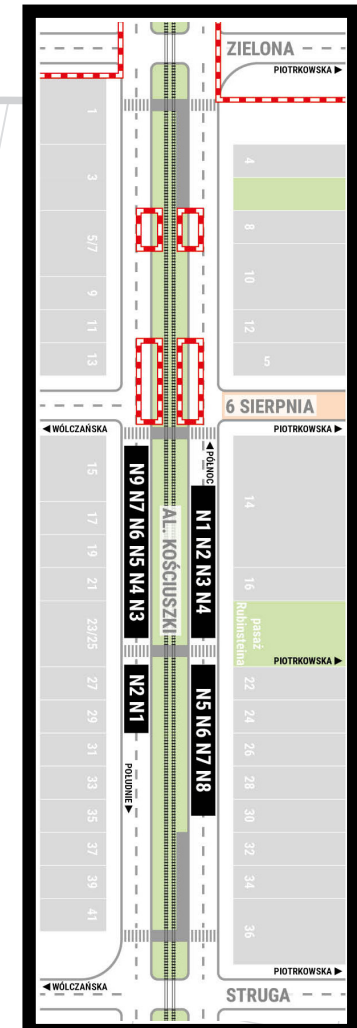 ZIELONA
PIOTRKOWSKA ▶
1
3
5/7
9
11
13
4
8
10
12
5
6 SIERPNIA
◀ WÓLCZAŃSKA
PIOTRKOWSKA ▶
◀ PÓŁNOC
N9 N7 N6 N5 N4 N3
AL. KOŚCIUSZKI
N1 N2 N3 N4
15
17
19
21
23/25
14
16
pasaż
Rubinsteina
PIOTRKOWSKA ▶
N2 N1
N5 N6 N7 N8
POŁUDNIE ▶
27
29
31
33
35
37
39
41
22
24
26
28
30
32
34
36
PIOTRKOWSKA ▶
◀ WÓLCZAŃSKA
STRUGA